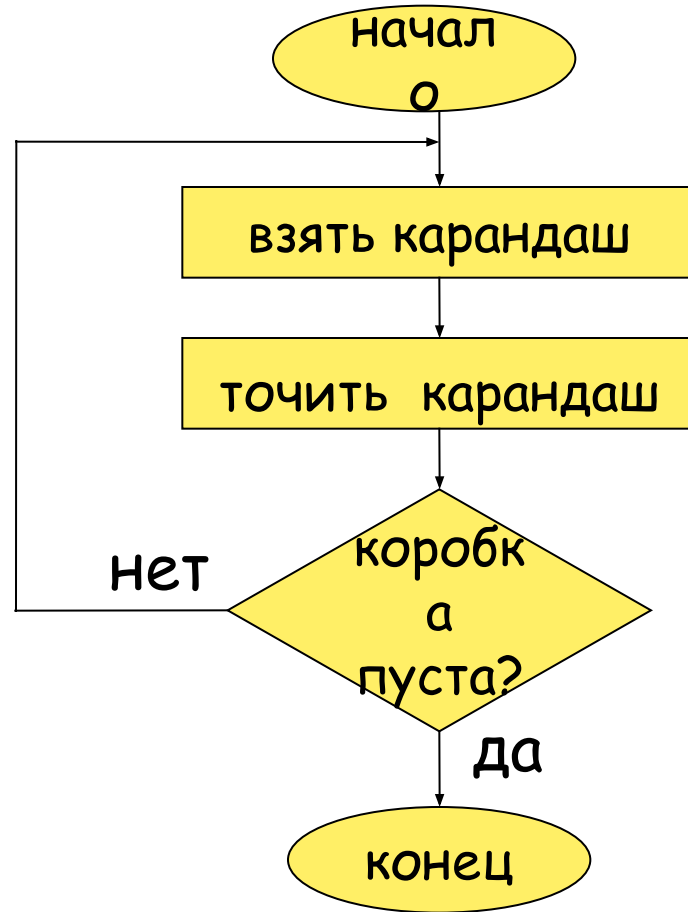 начал
о
взять карандаш
точить карандаш
коробк
а
пуста?
нет
да
конец